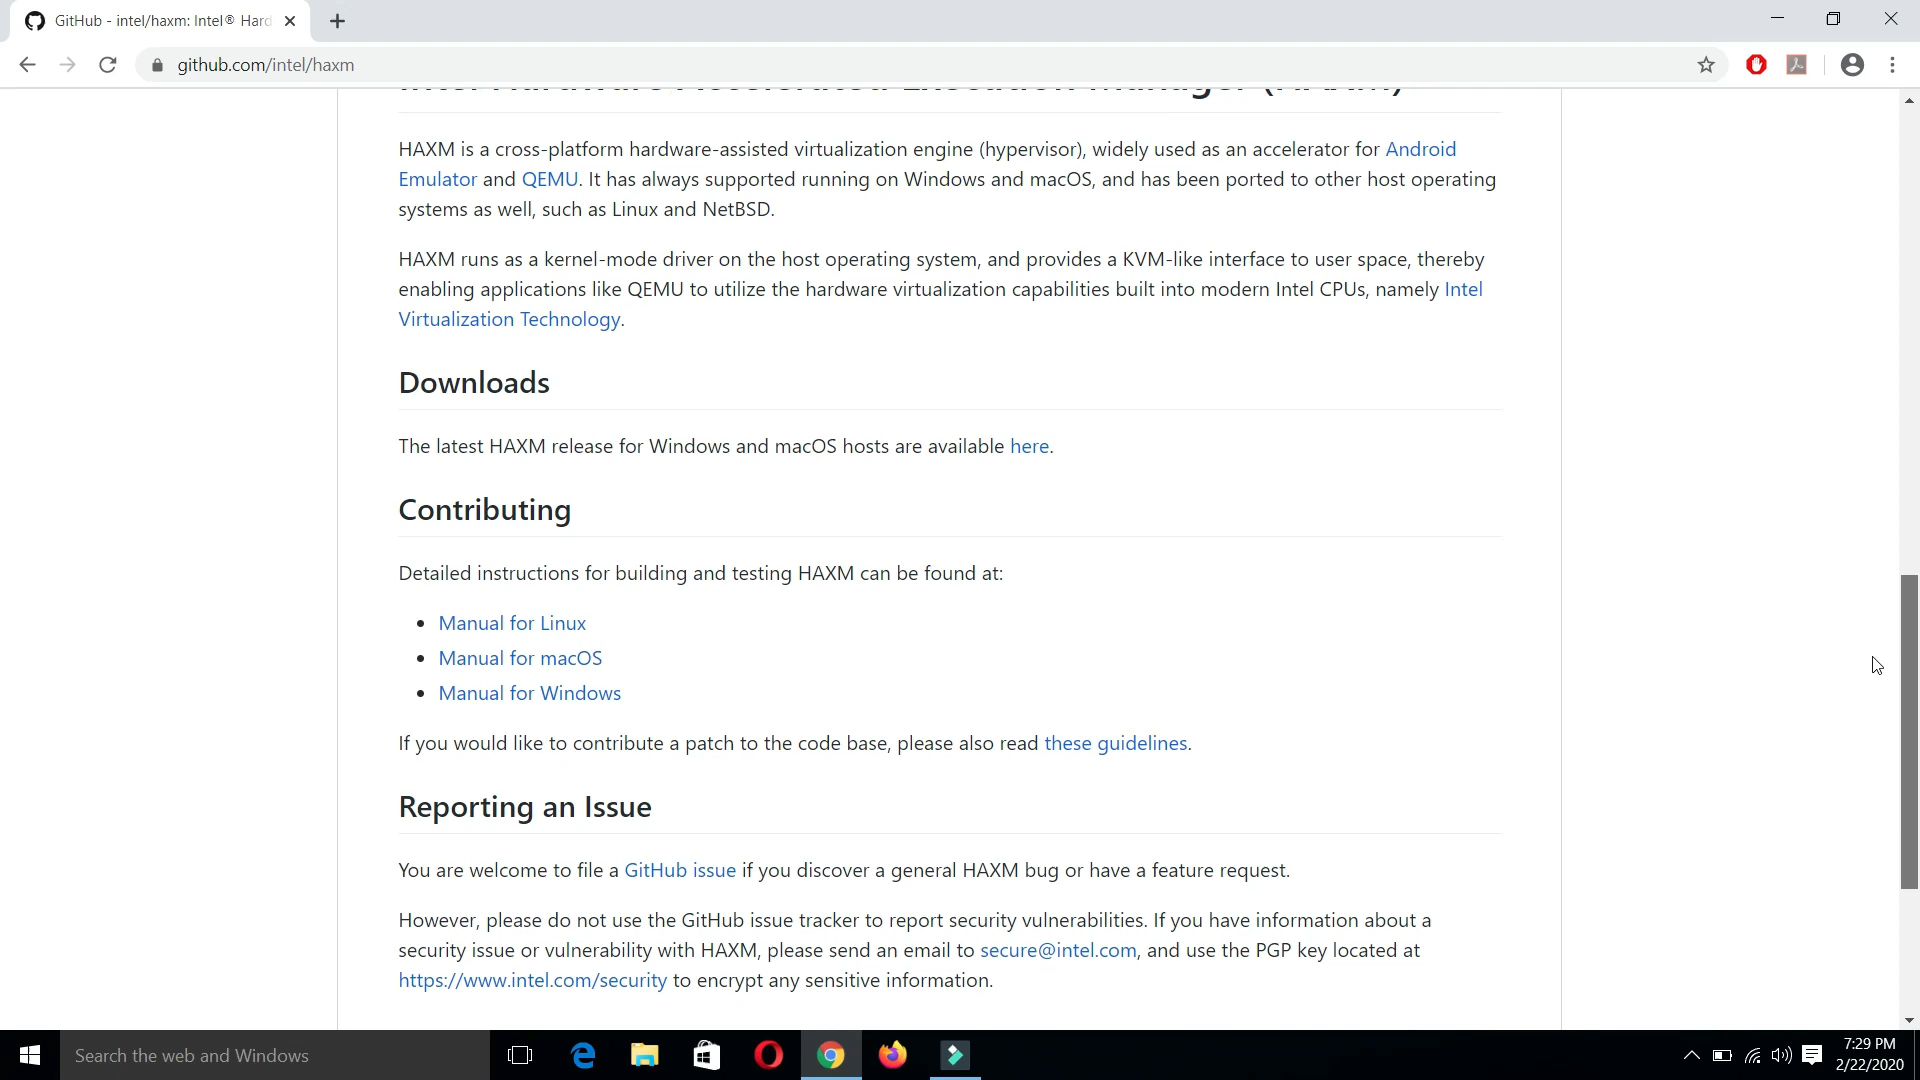 GitHub - intel/haxm: Intel® Hard
github.com/intel/haxm
Intel Hardware Accelerated Execution Manager (HAXM)
HAXM is a cross-platform hardware-assisted virtualization engine (hypervisor), widely used as an accelerator for Android
Emulator and QEMU. It has always supported running on Windows and macOS, and has been ported to other host operating
systems as well, such as Linux and NetBSD.
HAXM runs as a kernel-mode driver on the host operating system, and provides a KVM-like interface to user space, thereby
enabling applications like QEMU to utilize the hardware virtualization capabilities built into modern Intel CPUs, namely Intel
Virtualization Technology.
Downloads
The latest HAXM release for Windows and macOS hosts are available here.
Contributing
Detailed instructions for building and testing HAXM can be found at:
• Manual for Linux
• Manual for macOS
• Manual for Windows
If you would like to contribute a patch to the code base, please also read these guidelines.
Reporting an Issue
You are welcome to file a GitHub issue if you discover a general HAXM bug or have a feature request.
However, please do not use the GitHub issue tracker to report security vulnerabilities. If you have information about a
security issue or vulnerability with HAXM, please send an email to secure@intel.com, and use the PGP key located at
https://www.intel.com/security to encrypt any sensitive information.
Search the web and Windows
7:29 PM
2/22/2020